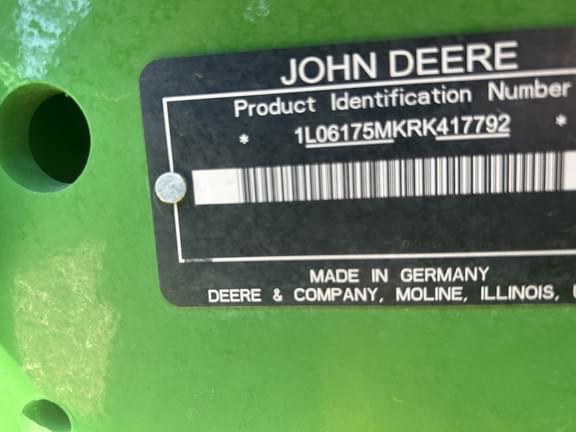 JOHN DEERE
Product Identification Number
* 1L06175MKRK417792 *
MADE IN GERMANY
DEERE & COMPANY, MOLINE, ILLINOIS,